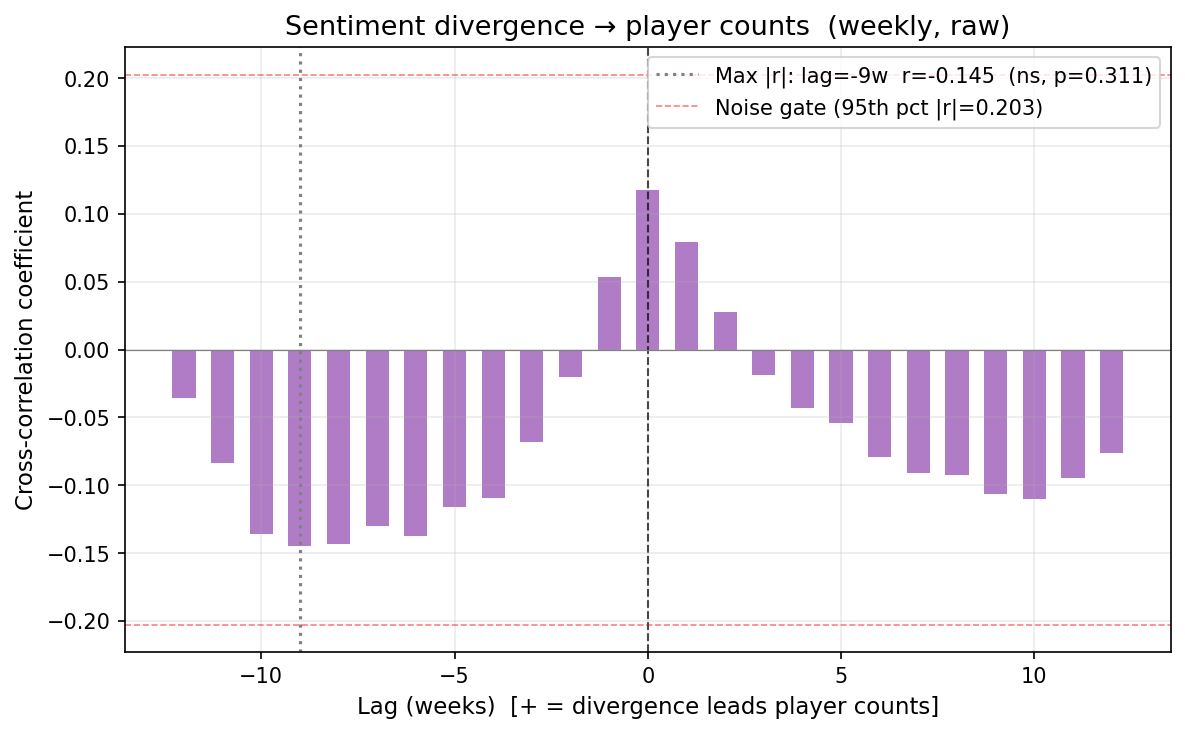 Sentiment divergence → player counts  (weekly, raw)
Max |r|: lag=-9w  r=-0.145  (ns, p=0.311)
Noise gate (95th pct |r|=0.203)
Cross-correlation coefficient
0.20
0.15
0.10
0.05
0.00
−0.05
−0.10
−0.15
−0.20
−10
−5
0
5
10
Lag (weeks)  [+ = divergence leads player counts]